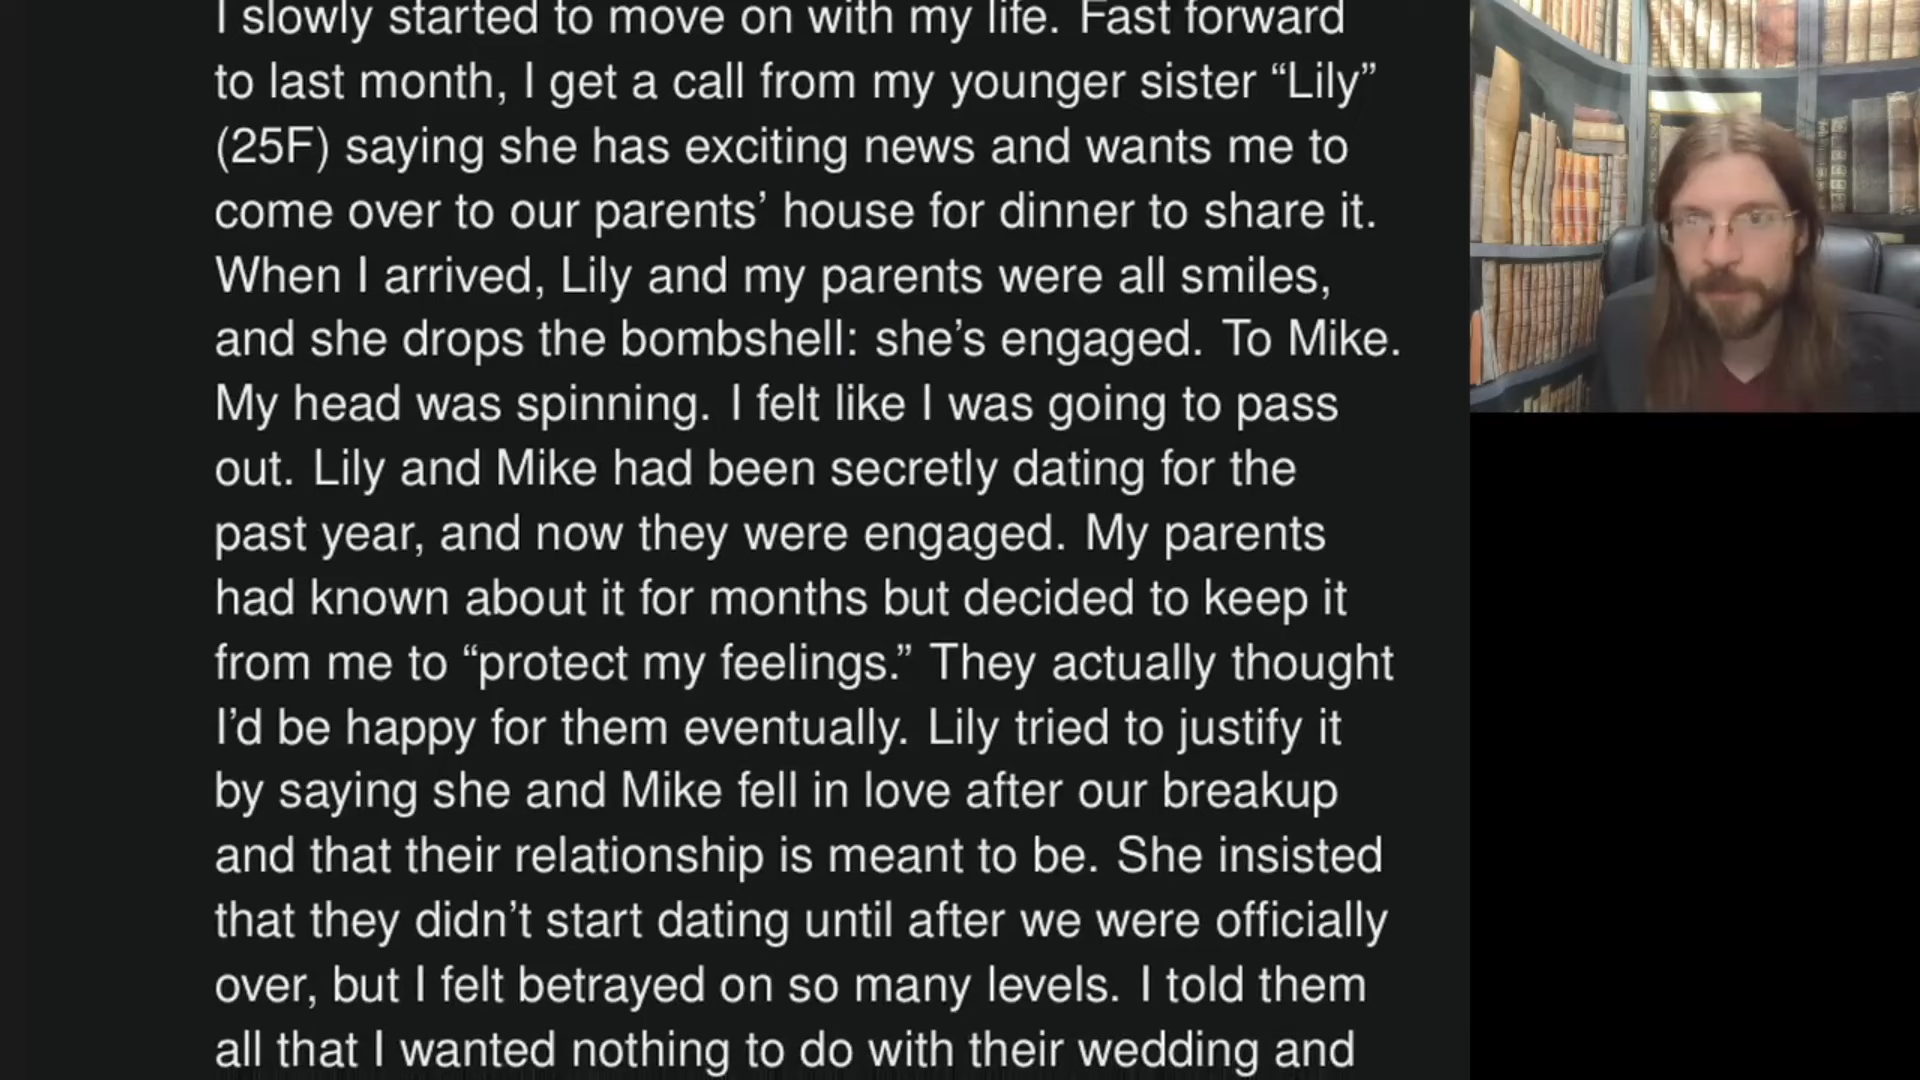 I slowly started to move on with my life. Fast forward
to last month, I get a call from my younger sister “Lily”
(25F) saying she has exciting news and wants me to
come over to our parents’ house for dinner to share it.
When I arrived, Lily and my parents were all smiles,
and she drops the bombshell: she’s engaged. To Mike.
My head was spinning. I felt like I was going to pass
out. Lily and Mike had been secretly dating for the
past year, and now they were engaged. My parents
had known about it for months but decided to keep it
from me to “protect my feelings.” They actually thought
I’d be happy for them eventually. Lily tried to justify it
by saying she and Mike fell in love after our breakup
and that their relationship is meant to be. She insisted
that they didn’t start dating until after we were officially
over, but I felt betrayed on so many levels. I told them
all that I wanted nothing to do with their wedding and